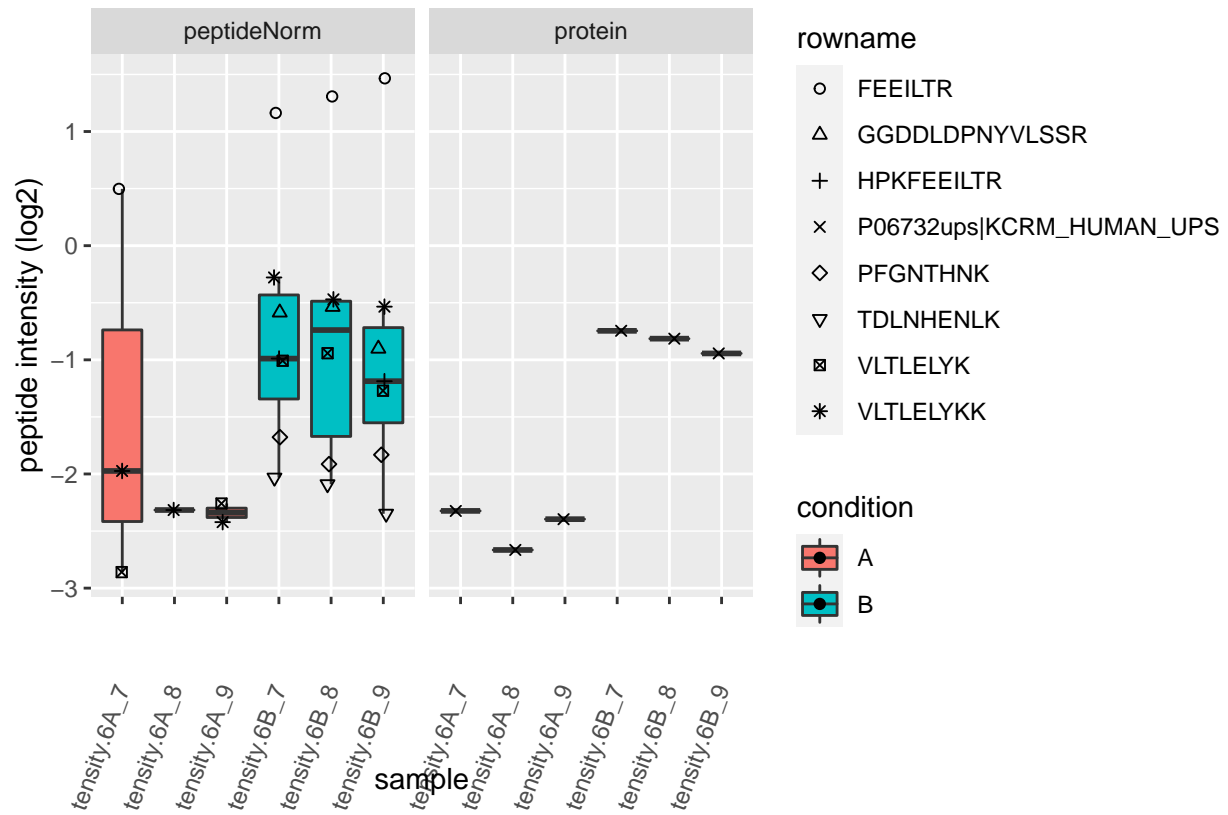 peptideNorm
protein
peptide intensity (log2)
1
0
−1
−2
−3
tensity.6A_7
tensity.6A_8
tensity.6A_9
tensity.6B_7
tensity.6B_8
tensity.6B_9
tensity.6A_7
tensity.6A_8
tensity.6A_9
tensity.6B_7
tensity.6B_8
tensity.6B_9
sample
rowname
FEEILTR
GGDDLDPNYVLSSR
HPKFEEILTR
P06732ups|KCRM_HUMAN_UPS
PFGNTHNK
TDLNHENLK
VLTLELYK
VLTLELYKK
condition
A
B